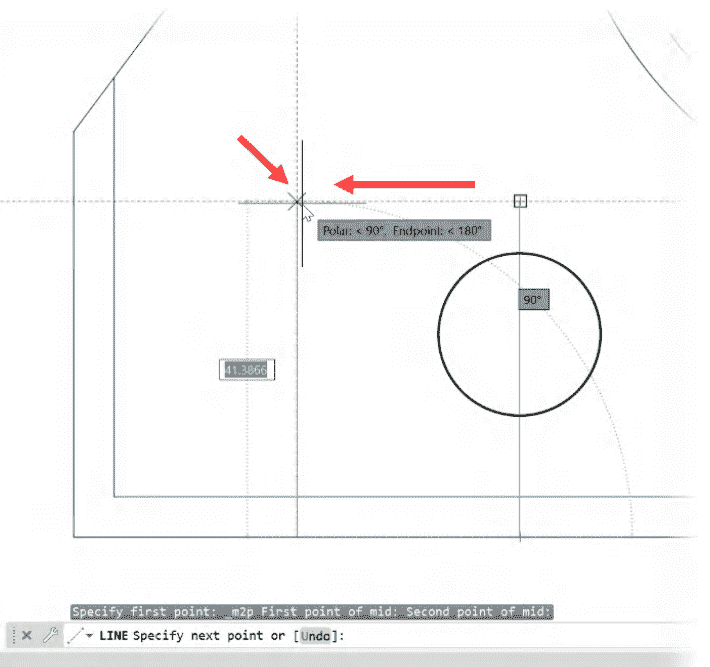 Polar: < 90°, Endpoint: < 180°
90°
41.3866
Specify first point: _m2p First point of mid: Second point of mid:
LINE Specify next point or [Undo]: